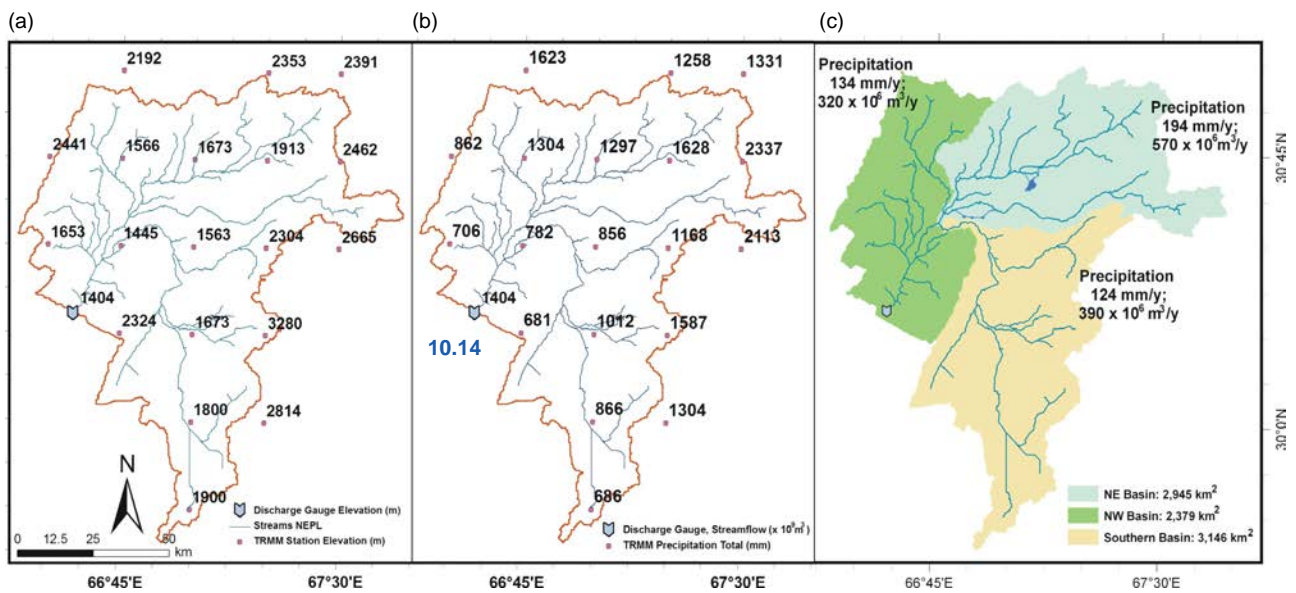 (a)
2192
2353
2391
2441
1566
1673
1913
2462
1653
1445
1563
2304
2665
1404
2324
1673
3280
1800
2814
1900
N
0 12.5 25 50
km
Discharge Gauge Elevation (m)
Streams NEPL
TRMM Station Elevation (m)
66°45'E
67°30'E
(b)
1623
1258
1331
862
1304
1297
1628
2337
706
782
856
1168
2113
1404
681
1012
1587
10.14
866
1304
686
Discharge Gauge, Streamflow (x 10⁹m³)
TRMM Precipitation Total (mm)
66°45'E
67°30'E
(c)
Precipitation
134 mm/y;
320 x 10⁶ m³/y
Precipitation
194 mm/y;
570 x 10⁶m³/y
Precipitation
124 mm/y;
390 x 10⁶ m³/y
NE Basin: 2,945 km²
NW Basin: 2,379 km²
Southern Basin: 3,146 km²
30°45'N
30°0'N
66°45'E
67°30'E